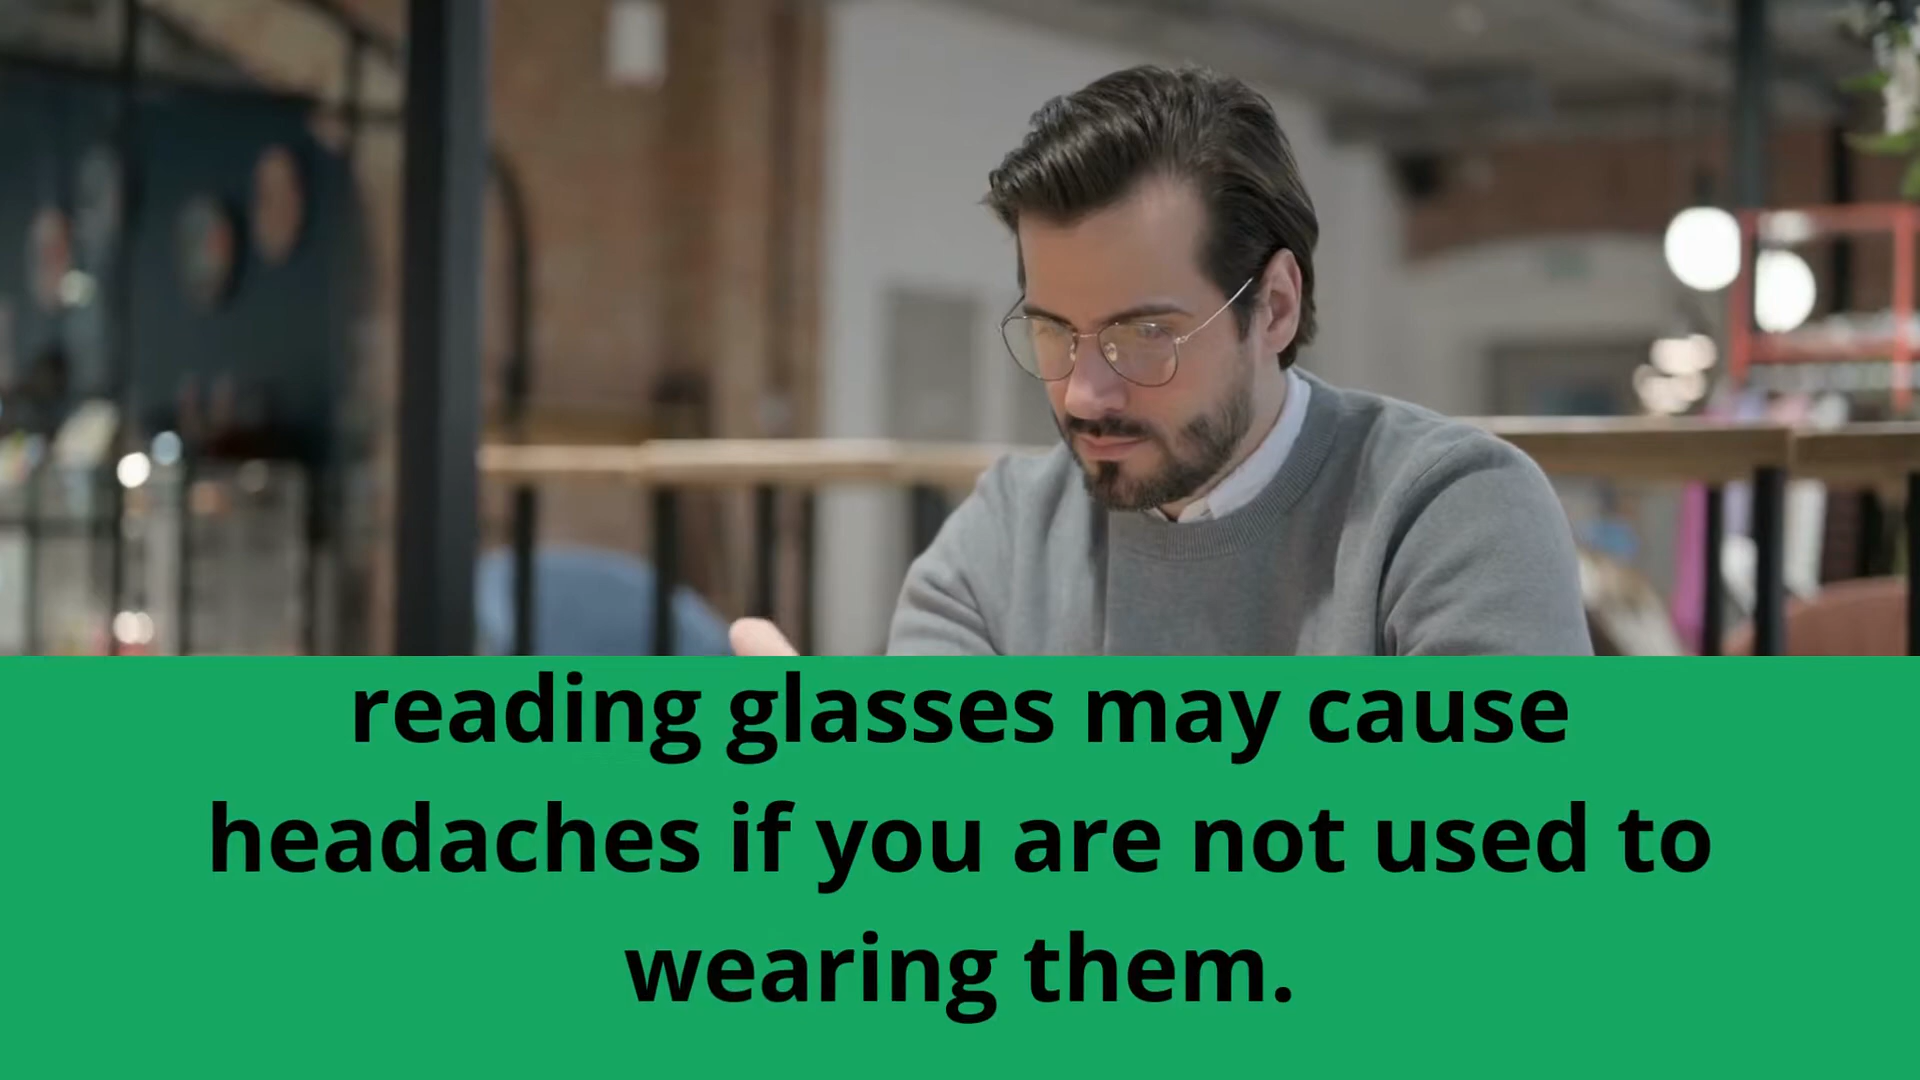 reading glasses may cause
headaches if you are not used to
wearing them.